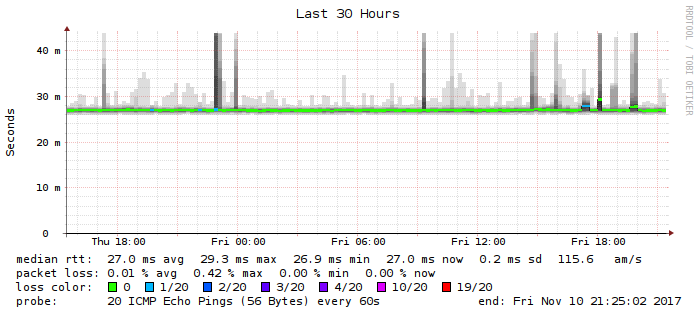 Last 30 Hours
RRDTOOL / TOBI OETIKER
Seconds
40 m
30 m
20 m
10 m
0
Thu 18:00 Fri 00:00 Fri 06:00 Fri 12:00 Fri 18:00
median rtt: 27.0 ms avg 29.3 ms max 26.9 ms min 27.0 ms now 0.2 ms sd 115.6 am/s
packet loss: 0.01 % avg 0.42 % max 0.00 % min 0.00 % now
loss color: 0 1/20 2/20 3/20 4/20 10/20 19/20
probe: 20 ICMP Echo Pings (56 Bytes) every 60s end: Fri Nov 10 21:25:02 2017